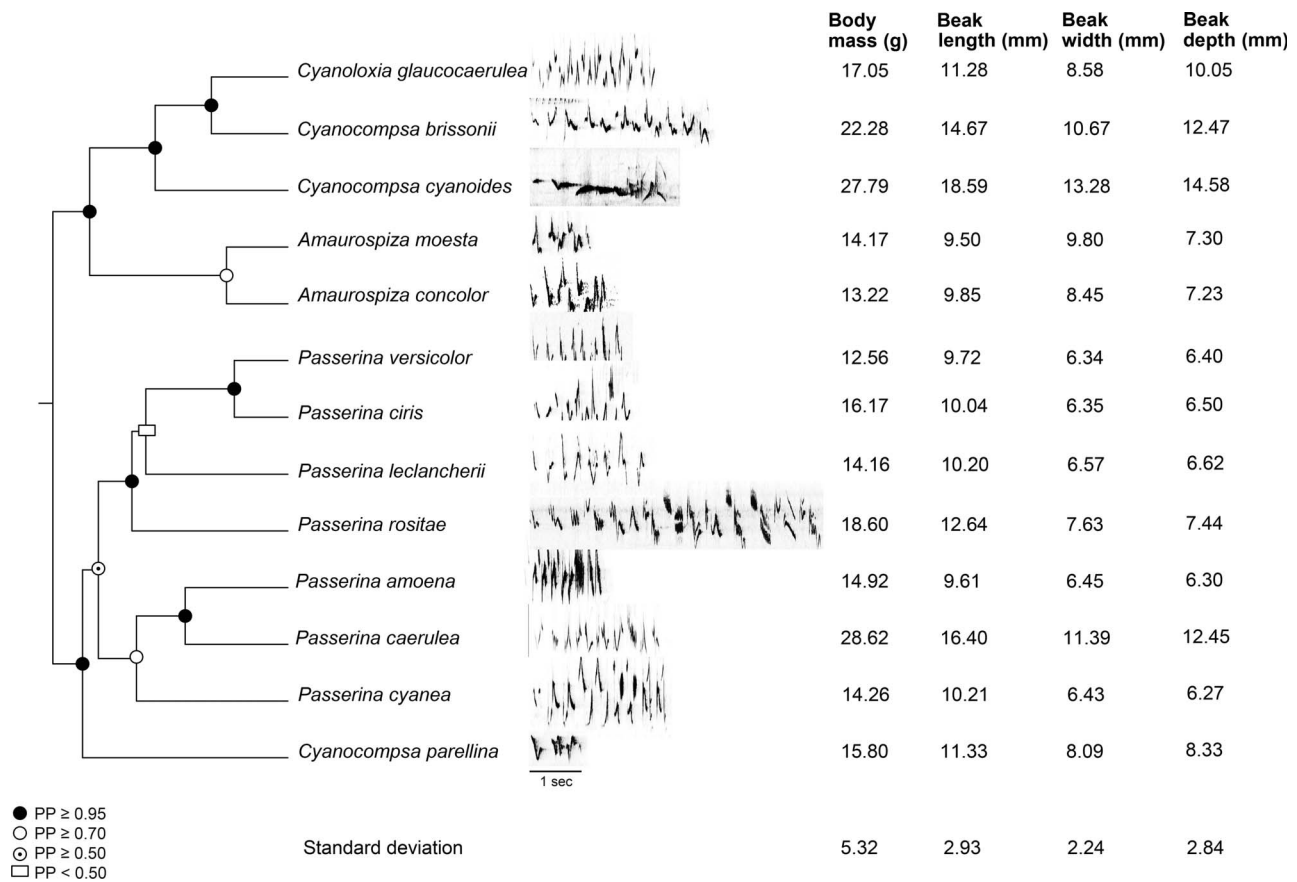 Body mass (g) Beak length (mm) Beak width (mm) Beak depth (mm)
Cyanoloxia glaucocaerulea 17.05 11.28 8.58 10.05
Cyanocompsa brissonii 22.28 14.67 10.67 12.47
Cyanocompsa cyanoides 27.79 18.59 13.28 14.58
Amaurospiza moesta 14.17 9.50 9.80 7.30
Amaurospiza concolor 13.22 9.85 8.45 7.23
Passerina versicolor 12.56 9.72 6.34 6.40
Passerina ciris 16.17 10.04 6.35 6.50
Passerina leclancherii 14.16 10.20 6.57 6.62
Passerina rositae 18.60 12.64 7.63 7.44
Passerina amoena 14.92 9.61 6.45 6.30
Passerina caerulea 28.62 16.40 11.39 12.45
Passerina cyanea 14.26 10.21 6.43 6.27
Cyanocompsa parellina 15.80 11.33 8.09 8.33
1 sec
PP ≥ 0.95
PP ≥ 0.70
PP ≥ 0.50
PP < 0.50
Standard deviation 5.32 2.93 2.24 2.84